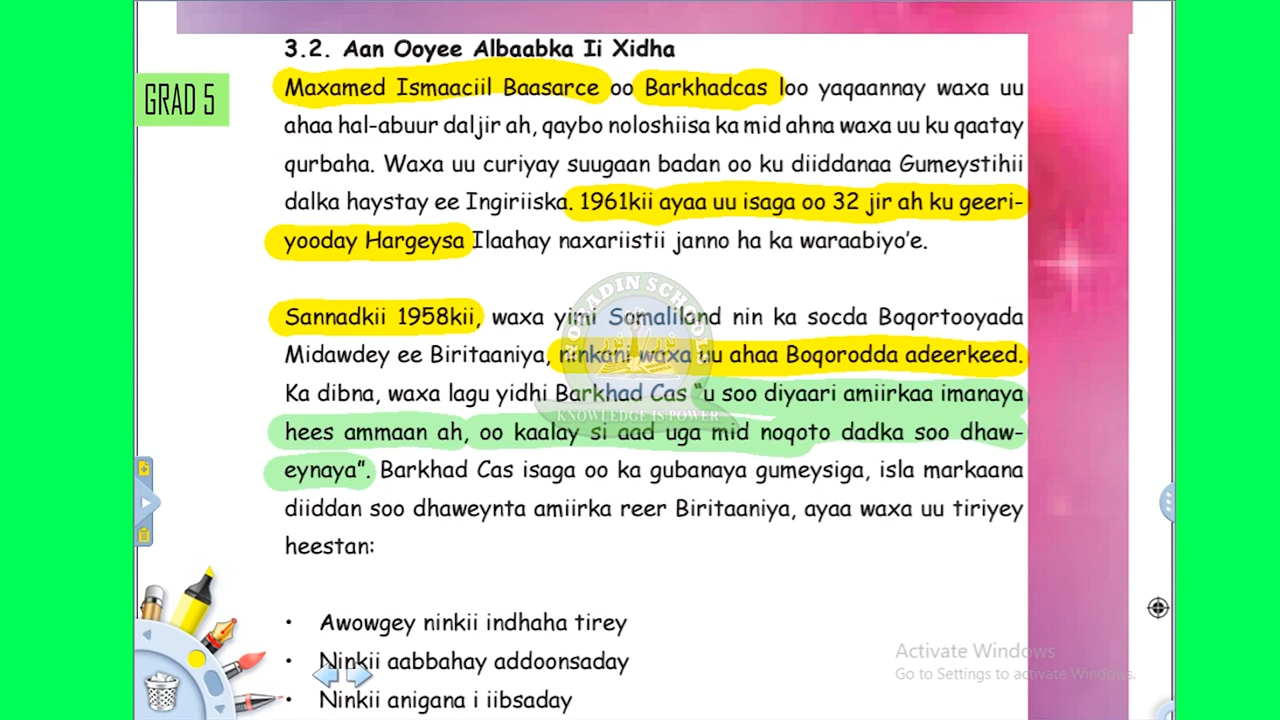 3.2. Aan Ooyee Albaabka Ii Xidha
GRAD 5
Maxamed Ismaaciil Baasarce oo Barkhadcas loo yaqaannay waxa uu
ahaa hal-abuur daljir ah, qaybo noloshiisa ka mid ahna waxa uu ku qaatay
qurbaha. Waxa uu curiyay suugaan badan oo ku diiddanaa Gumeystihii
dalka haystay ee Ingiriiska. 1961kii ayaa uu isaga oo 32 jir ah ku geeri-
yooday Hargeysa Ilaahay naxariistii janno ha ka waraabiyo'e.
Sannadkii 1958kii, waxa yimi Somaliland nin ka socda Boqortooyada
Midawdey ee Biritaaniya, ninkani waxa uu ahaa Boqorodda adeerkeed.
Ka dibna, waxa lagu yidhi Barkhad Cas "u soo diyaari amiirkaa imanaya
hees ammaan ah, oo kaalay si aad uga mid noqoto dadka soo dhaw-
eynaya". Barkhad Cas isaga oo ka gubanaya gumeysiga, isla markaana
diiddan soo dhaweynta amiirka reer Biritaaniya, ayaa waxa uu tiriyey
heestan:
• Awowgey ninkii indhaha tirey
• Ninkii aabbahay addoonsaday
• Ninkii anigana i iibsaday
KNOWLEDGE IS POWER
Activate Windows
Go to Settings to activate Windows.